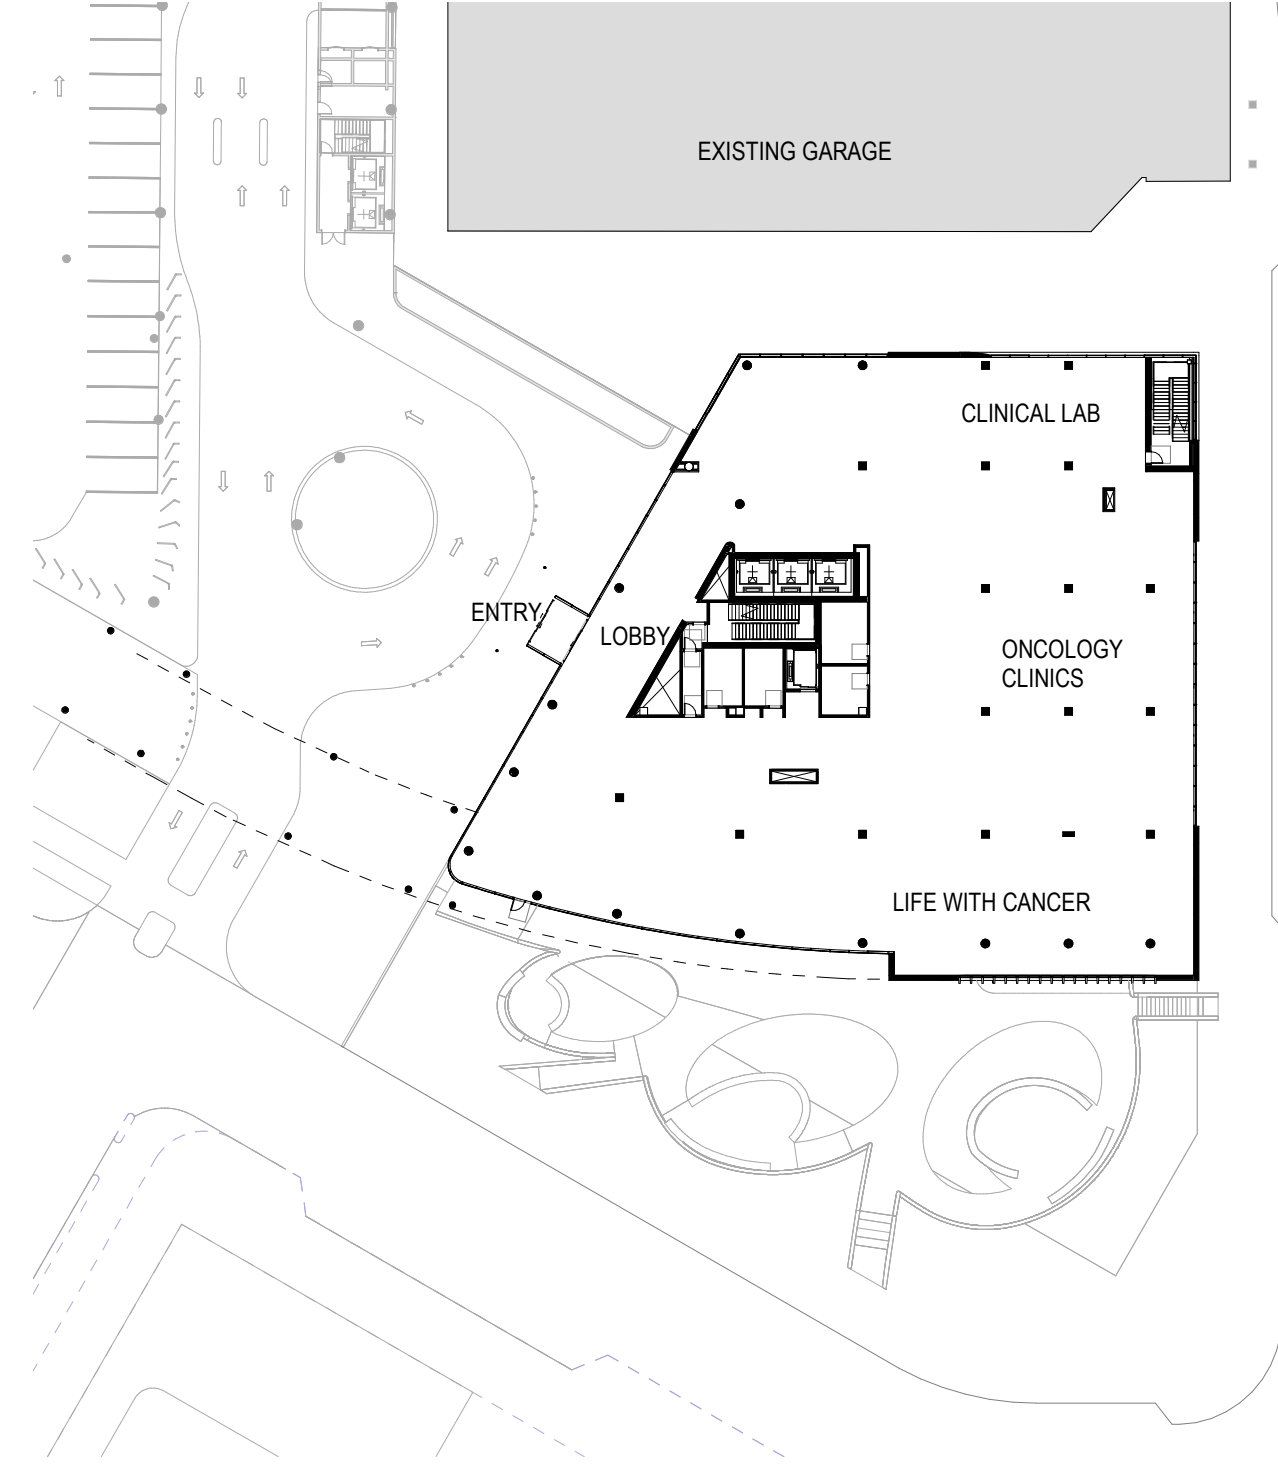 EXISTING GARAGE
CLINICAL LAB
ENTRY
LOBBY
ONCOLOGY
CLINICS
LIFE WITH CANCER